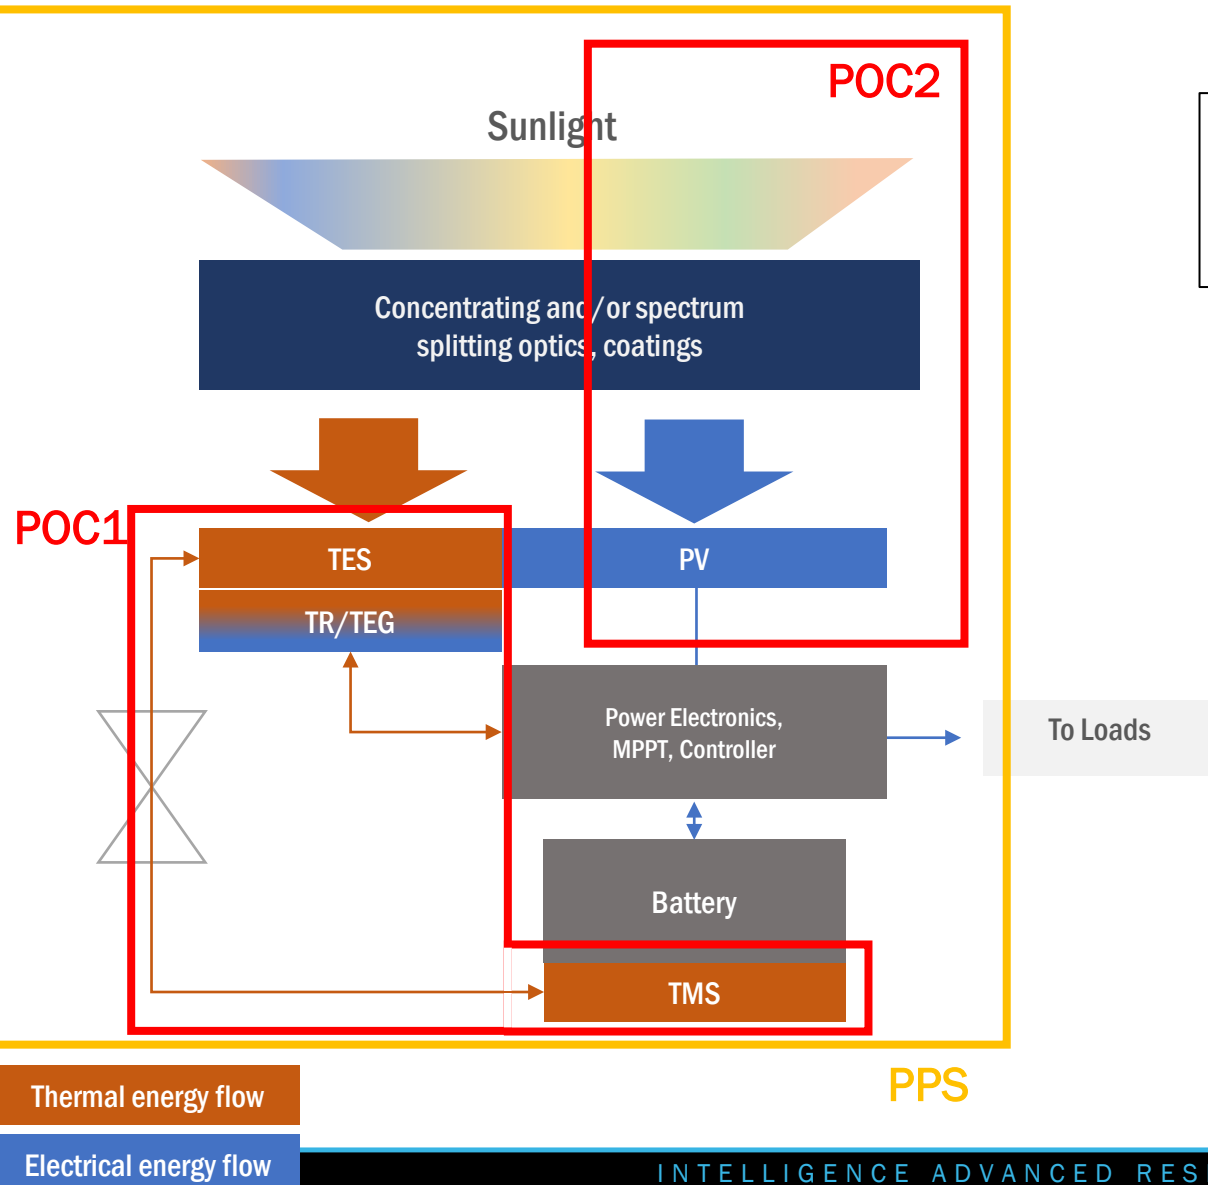 POC2
Sunlight
Concentrating and/or spectrum
splitting optics, coatings
POC1
TES
PV
TR/TEG
Power Electronics,
MPPT, Controller
To Loads
Battery
TMS
PPS
Thermal energy flow
Electrical energy flow
INTELLIGENCE ADVANCED RES